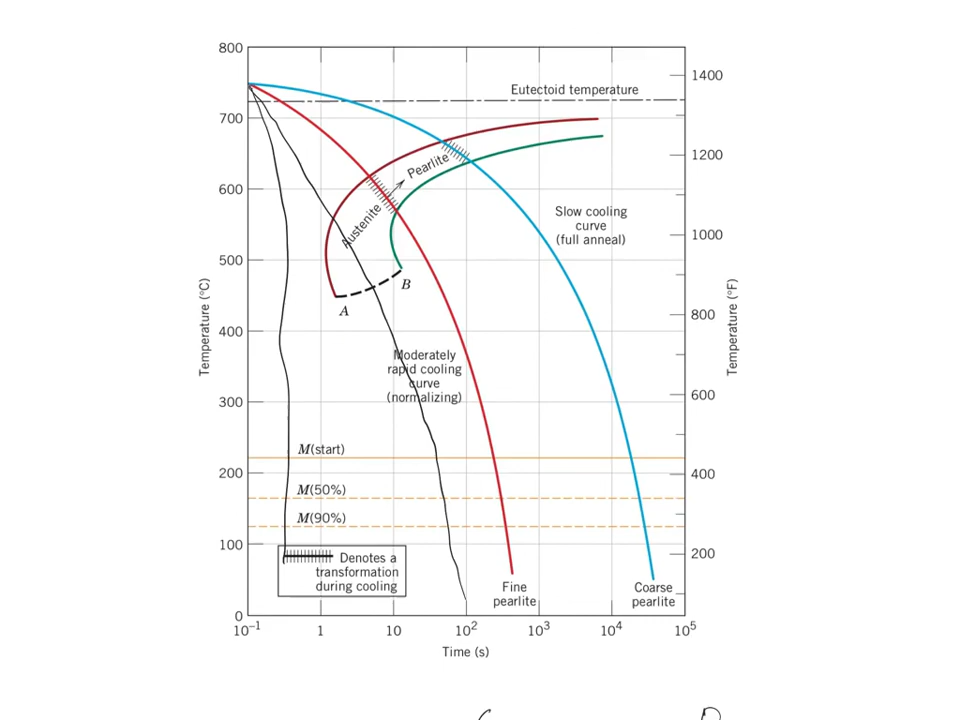 800
1400
Eutectoid temperature
700
1200
Pearlite
600
Austenite
Slow cooling
curve
(full anneal)
1000
500
B
A
800
Temperature (°C)
Temperature (°F)
400
Moderately
rapid cooling
curve
(normalizing)
600
300
M(start)
200
400
M(50%)
M(90%)
100
200
Denotes a
transformation
during cooling
Fine
pearlite
Coarse
pearlite
0
10⁻¹ 1 10 10² 10³ 10⁴ 10⁵
Time (s)